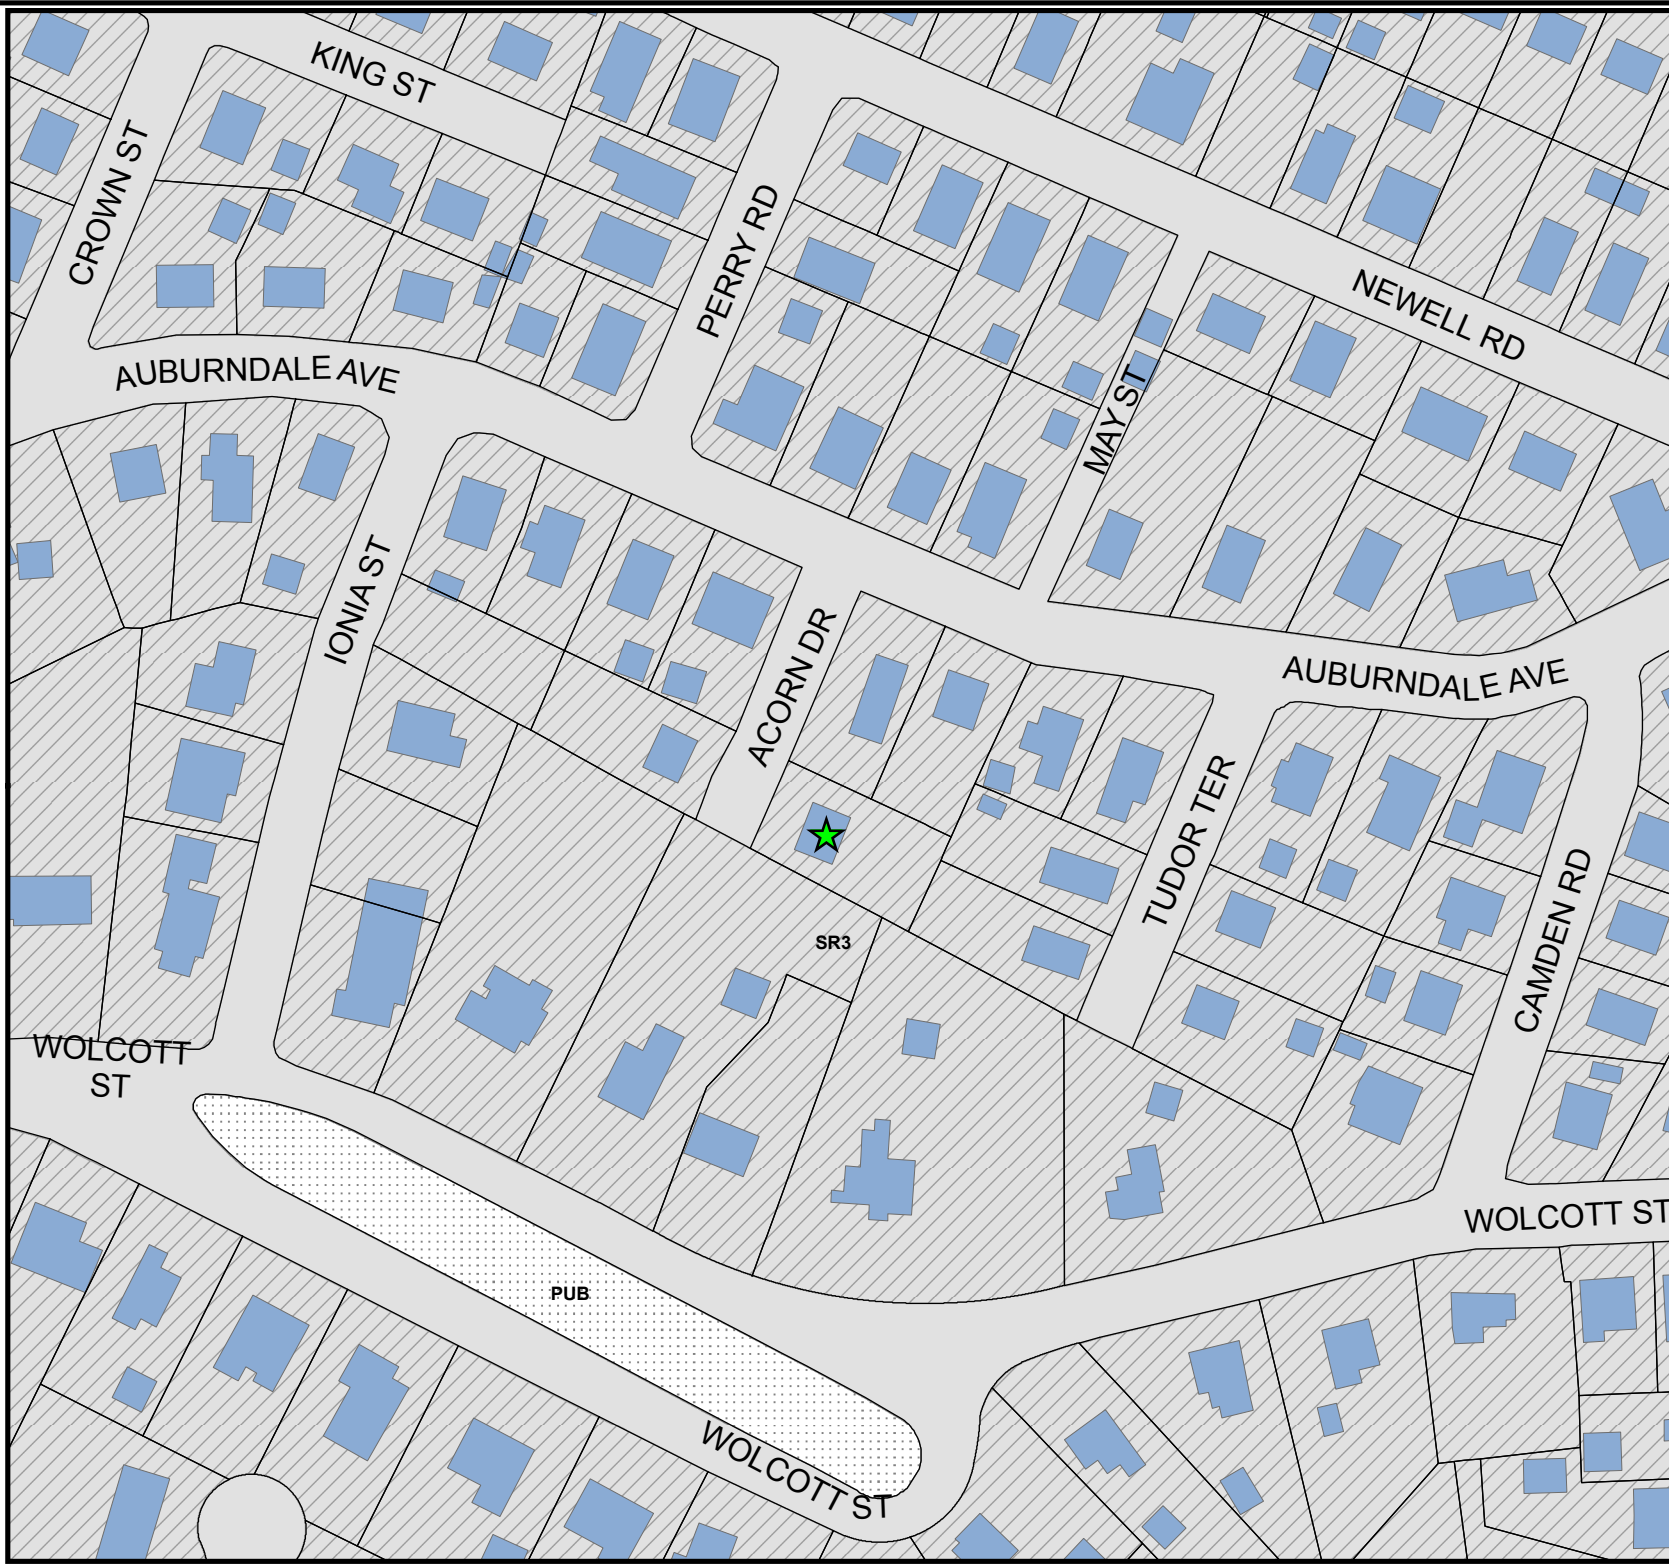 KING ST
CROWN ST
PERRY RD
NEWELL RD
AUBURNDALE AVE
MAY ST
IONIA ST
ACORN DR
AUBURNDALE AVE
TUDOR TER
CAMDEN RD
SR3
WOLCOTT
ST
WOLCOTT ST
PUB
WOLCOTT ST